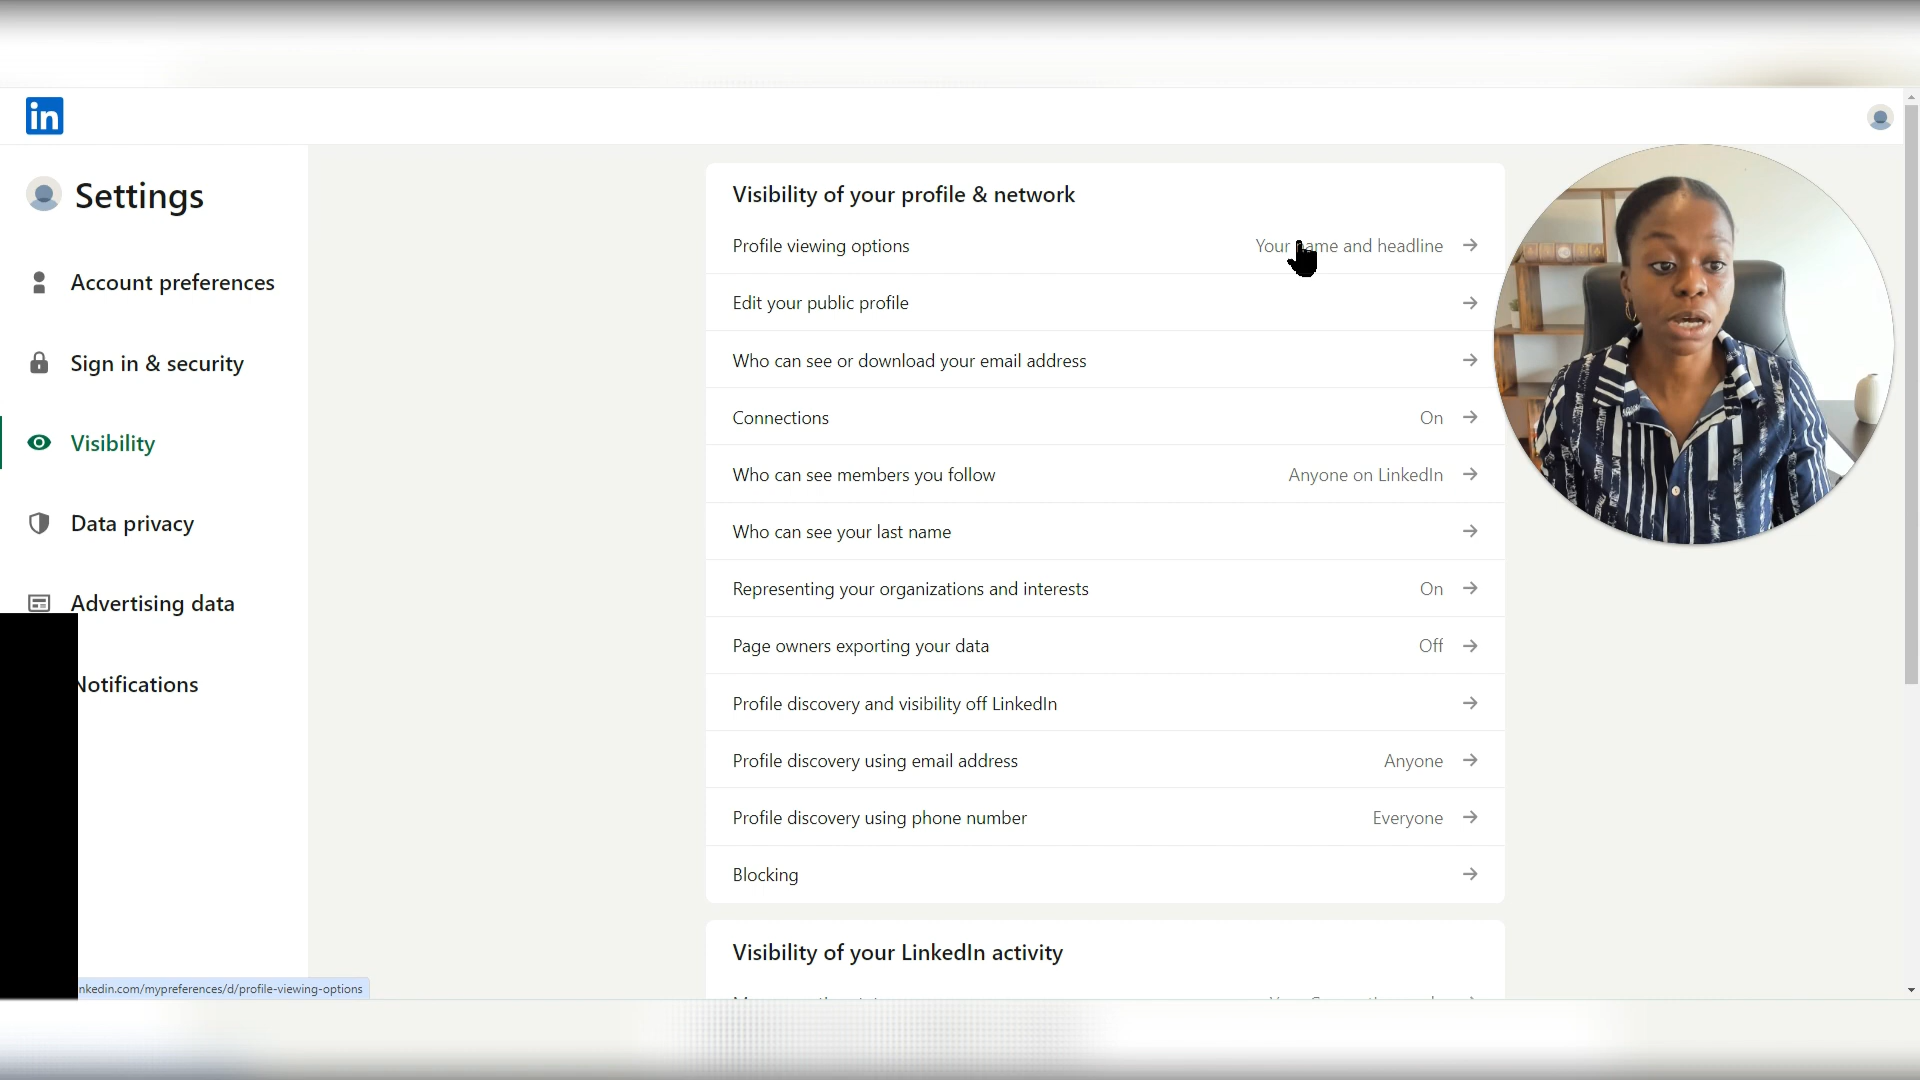 in
Settings
Account preferences
Sign in & security
Visibility
Data privacy
Advertising data
Notifications
Visibility of your profile & network
Profile viewing options Your name and headline
Edit your public profile
Who can see or download your email address
Connections On
Who can see members you follow Anyone on LinkedIn
Who can see your last name
Representing your organizations and interests On
Page owners exporting your data Off
Profile discovery and visibility off LinkedIn
Profile discovery using email address Anyone
Profile discovery using phone number Everyone
Blocking
Visibility of your LinkedIn activity
nkedin.com/mypreferences/d/profile-viewing-options